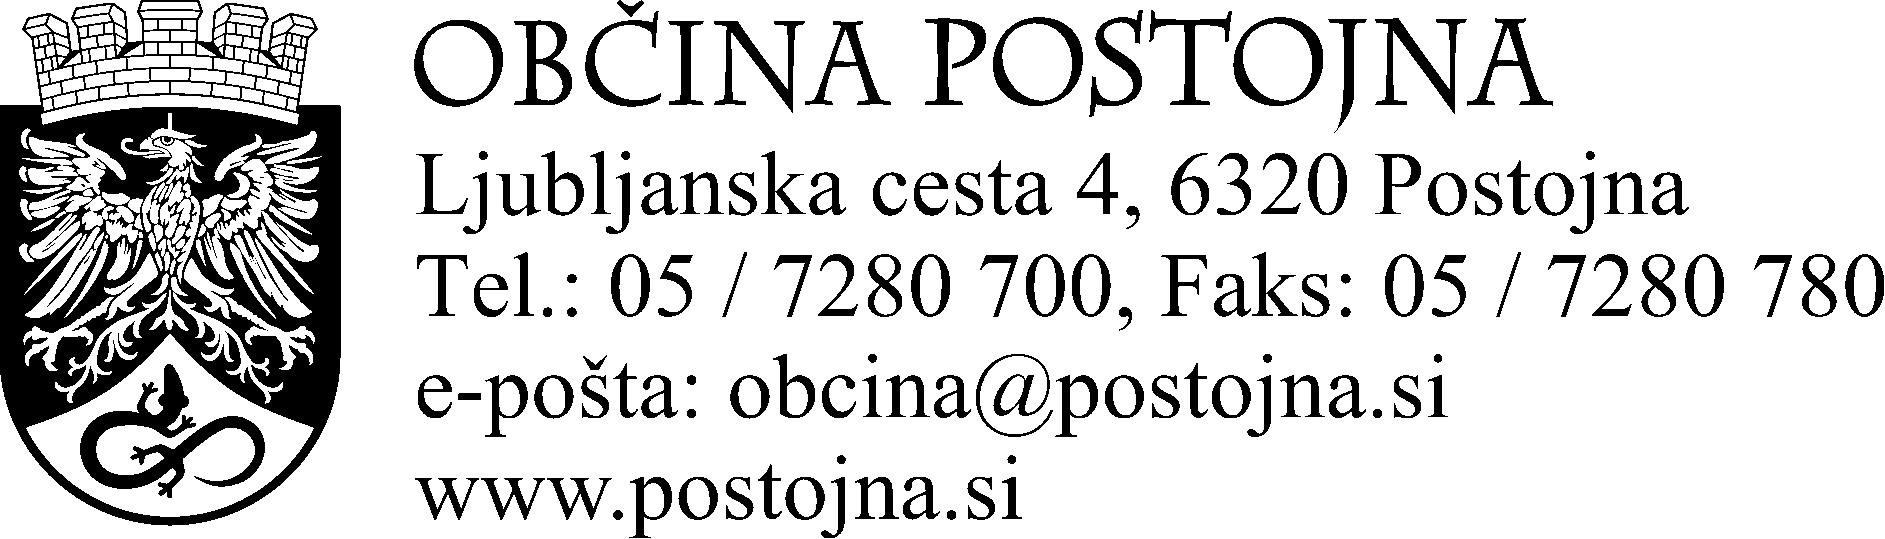 OBČINA POSTOJNA
Ljubljanska cesta 4, 6320 Postojna
Tel.: 05 / 7280 700, Faks: 05 / 7280 780
e-pošta: obcina@postojna.si
www.postojna.si